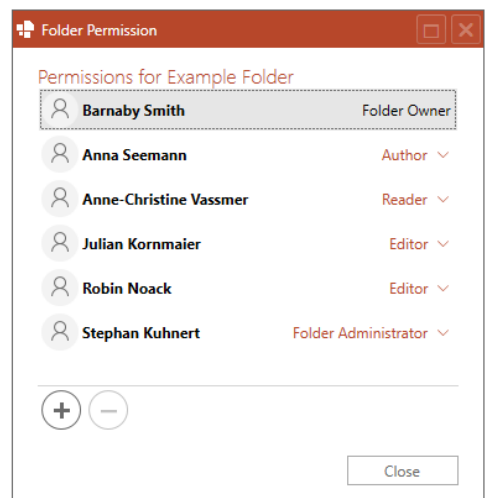 Folder Permission
Permissions for Example Folder
Barnaby Smith Folder Owner
Anna Seemann Author
Anne-Christine Vassmer Reader
Julian Kornmaier Editor
Robin Noack Editor
Stephan Kuhnert Folder Administrator
Close